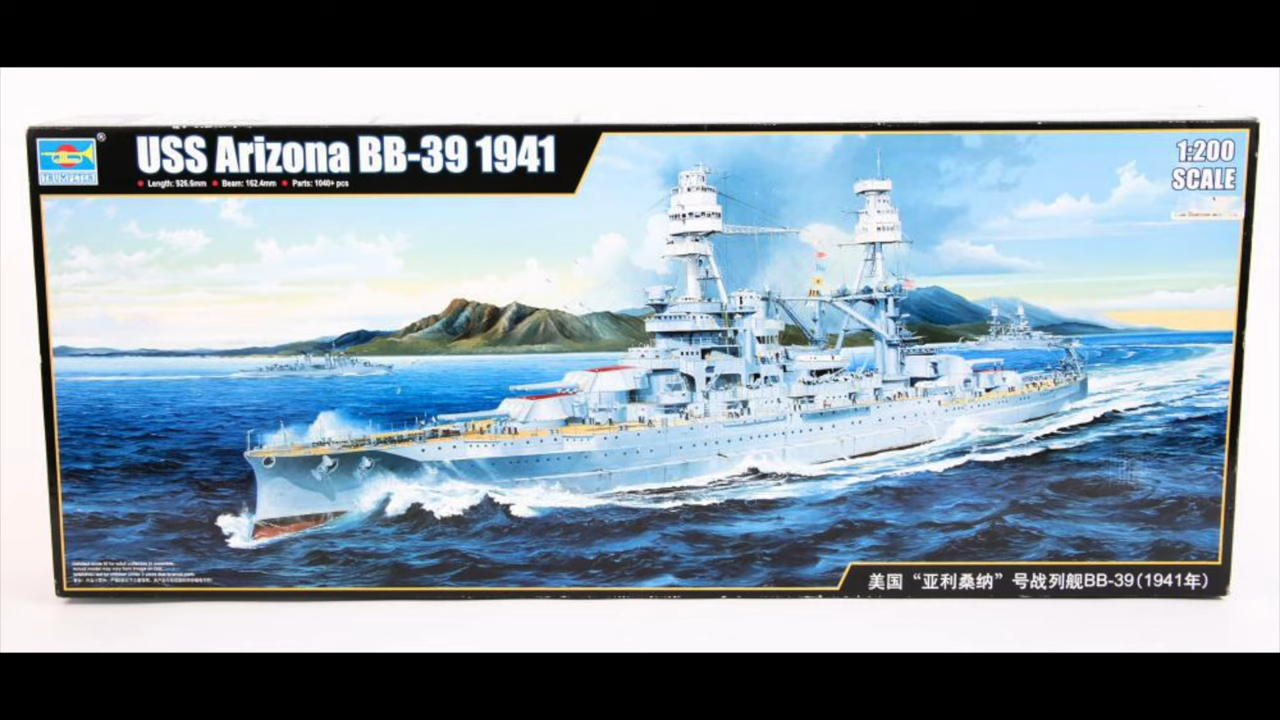 TRUMPETER
®
USS Arizona BB-39 1941
Length: 926.6mm Beam: 162.4mm Parts: 1040+ pcs
1:200
SCALE
美国“亚利桑纳”号战列舰BB-39(1941年)